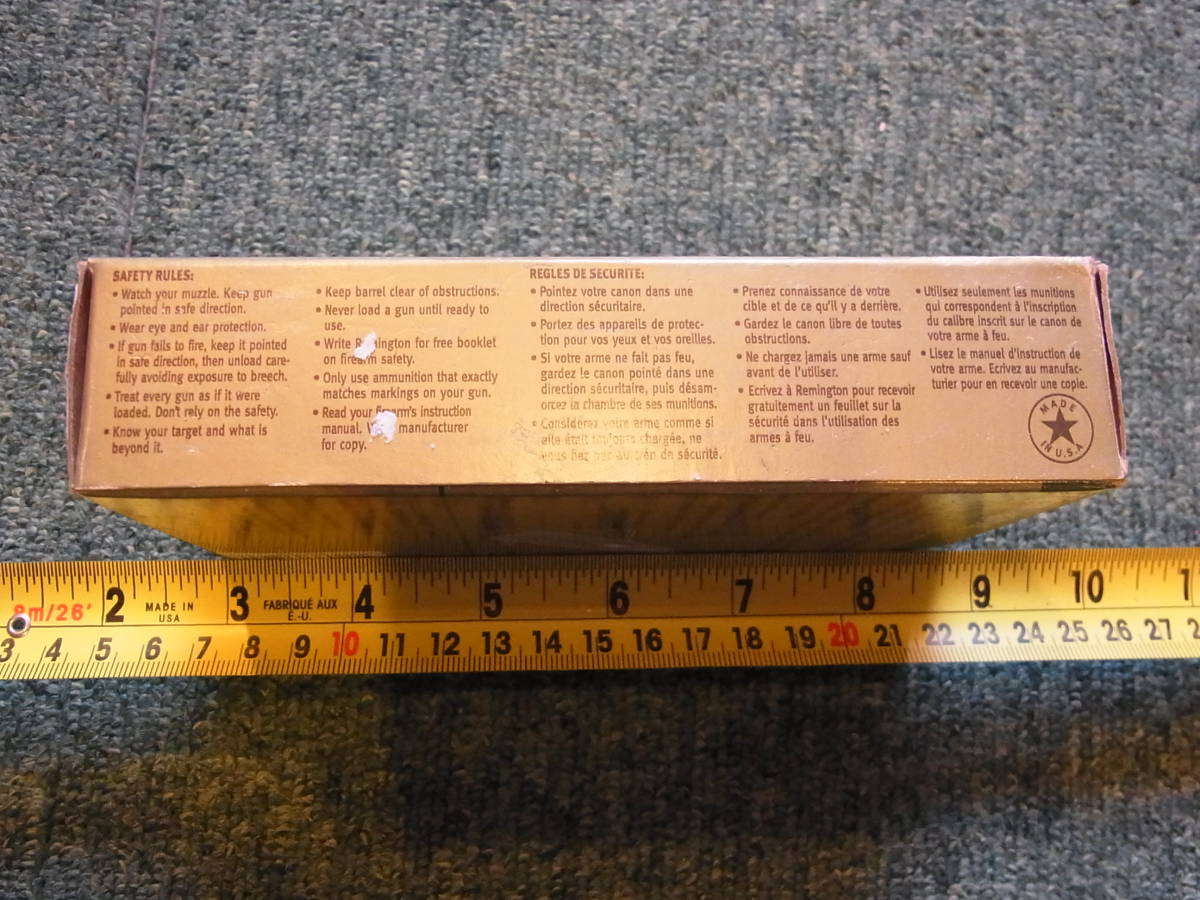 SAFETY RULES:
• Watch your muzzle. Keep gun
pointed in safe direction.
• Wear eye and ear protection.
• If gun fails to fire, keep it pointed
in safe direction, then unload care-
fully avoiding exposure to breech.
• Treat every gun as if it were
loaded. Don't rely on the safety.
• Know your target and what is
beyond it.
• Keep barrel clear of obstructions.
• Never load a gun until ready to
use.
• Write for free booklet
on safety.
• Only use ammunition that exactly
matches markings on your gun.
• Read your instruction
manual. manufacturer
for copy.
REGLES DE SECURITE:
• Pointez votre canon dans une
direction sécuritaire.
• Portez des appareils de protec-
tion pour vos yeux et vos oreilles.
• Si votre arme ne fait pas feu,
gardez le canon pointé dans une
direction sécuritaire, puis désam-
orcez la chambre de ses munitions.
• Considérez votre arme comme si
elle était toujours chargée, ne
vous fiez pas au de sécurité.
• Prenez connaissance de votre
cible et de ce qu'il y a derrière.
• Gardez le canon libre de toutes
obstructions.
• Ne chargez jamais une arme sauf
avant de l'utiliser.
• Ecrivez à Remington pour recevoir
gratuitement un feuillet sur la
sécurité dans l'utilisation des
armes à feu.
• Utilisez seulement les munitions
qui correspondent à l'inscription
du calibre inscrit sur le canon de
votre arme à feu.
• Lisez le manuel d'instruction de
votre arme. Ecrivez au manufac-
turier pour en recevoir une copie.
MADE
IN U.S.A
8m/26' 2 MADE IN USA 3 FABRIQUÉ AUX É.-U. 4 5 6 7 8 9 10 1
3 4 5 6 7 8 9 10 11 12 13 14 15 16 17 18 19 20 21 22 23 24 25 26 27 2